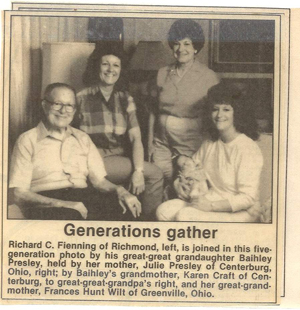 Generations gather
Richard C. Fienning of Richmond, left, is joined in this five-
generation photo by his great-great grandaughter Baihley
Presley, held by her mother, Julie Presley of Centerburg,
Ohio, right; by Baihley's grandmother, Karen Craft of Cen-
terburg, to great-great-grandpa's right, and her great-grand-
mother, Frances Hunt Wilt of Greenville, Ohio.